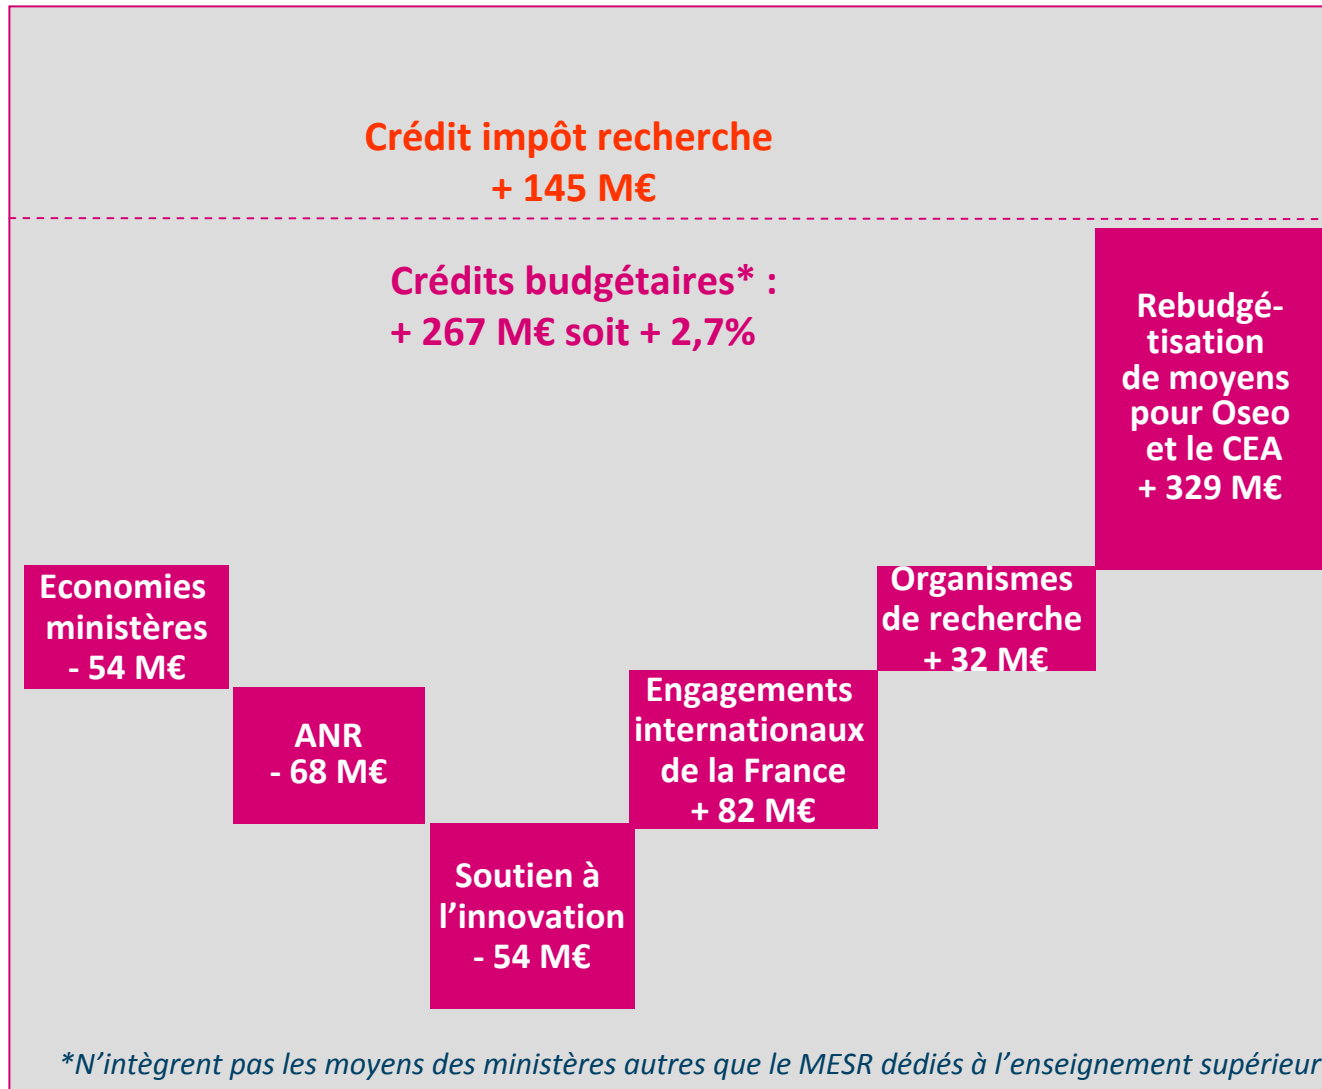 Crédit impôt recherche
+ 145 M€
Crédits budgétaires* :
+ 267 M€ soit + 2,7%
Rebudgé-
tisation
de moyens
pour Oseo
et le CEA
+ 329 M€
Economies
ministères
- 54 M€
ANR
- 68 M€
Soutien à
l’innovation
- 54 M€
Engagements
internationaux
de la France
+ 82 M€
Organismes
de recherche
+ 32 M€
*N’intègrent pas les moyens des ministères autres que le MESR dédiés à l’enseignement supérieur